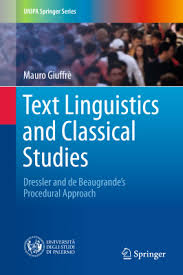 UNIPA Springer Series
Mauro Giuffrè
Text Linguistics
and Classical
Studies
Dressler and de Beaugrande's
Procedural Approach
UNIVERSITÀ
DEGLI STUDI
DI PALERMO
Springer